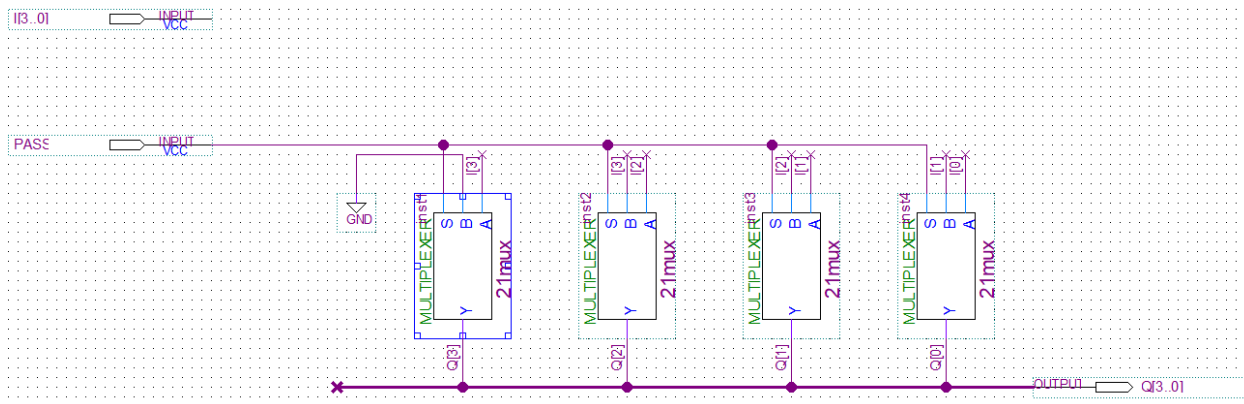 I[3..0] INPUT
VCC
PASS INPUT
VCC
GND
I[3]
I[3] I[2]
I[2] I[1]
I[1] I[0]
inst1
MULTIPLEXER
S B A
Y
21mux
inst2
MULTIPLEXER
S B A
Y
21mux
inst3
MULTIPLEXER
S B A
Y
21mux
inst4
MULTIPLEXER
S B A
Y
21mux
Q[3] Q[2] Q[1] Q[0]
OUTPUT Q[3..0]